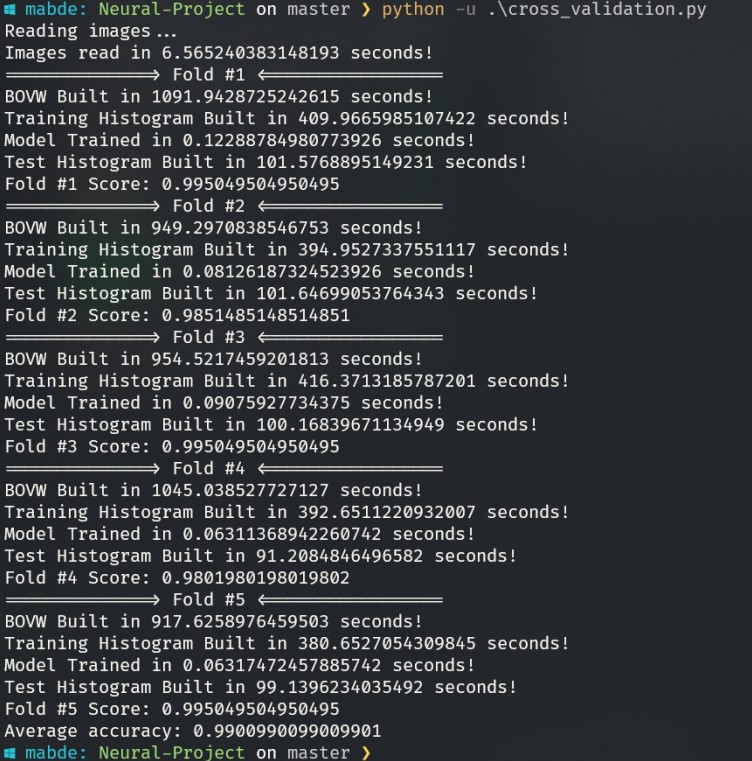 mabde: Neural-Project on master ❯ python -u .\cross_validation.py
Reading images...
Images read in 6.565240383148193 seconds!
==============> Fold #1 <=================
BOVW Built in 1091.9428725242615 seconds!
Training Histogram Built in 409.9665985107422 seconds!
Model Trained in 0.12288784980773926 seconds!
Test Histogram Built in 101.5768895149231 seconds!
Fold #1 Score: 0.995049504950495
==============> Fold #2 <=================
BOVW Built in 949.2970838546753 seconds!
Training Histogram Built in 394.9527337551117 seconds!
Model Trained in 0.08126187324523926 seconds!
Test Histogram Built in 101.64699053764343 seconds!
Fold #2 Score: 0.9851485148514851
==============> Fold #3 <=================
BOVW Built in 954.5217459201813 seconds!
Training Histogram Built in 416.3713185787201 seconds!
Model Trained in 0.09075927734375 seconds!
Test Histogram Built in 100.16839671134949 seconds!
Fold #3 Score: 0.995049504950495
==============> Fold #4 <=================
BOVW Built in 1045.038527727127 seconds!
Training Histogram Built in 392.6511220932007 seconds!
Model Trained in 0.06311368942260742 seconds!
Test Histogram Built in 91.2084846496582 seconds!
Fold #4 Score: 0.9801980198019802
==============> Fold #5 <=================
BOVW Built in 917.6258976459503 seconds!
Training Histogram Built in 380.6527054309845 seconds!
Model Trained in 0.06317472457885742 seconds!
Test Histogram Built in 99.1396234035492 seconds!
Fold #5 Score: 0.995049504950495
Average accuracy: 0.9900990099009901
mabde: Neural-Project on master ❯